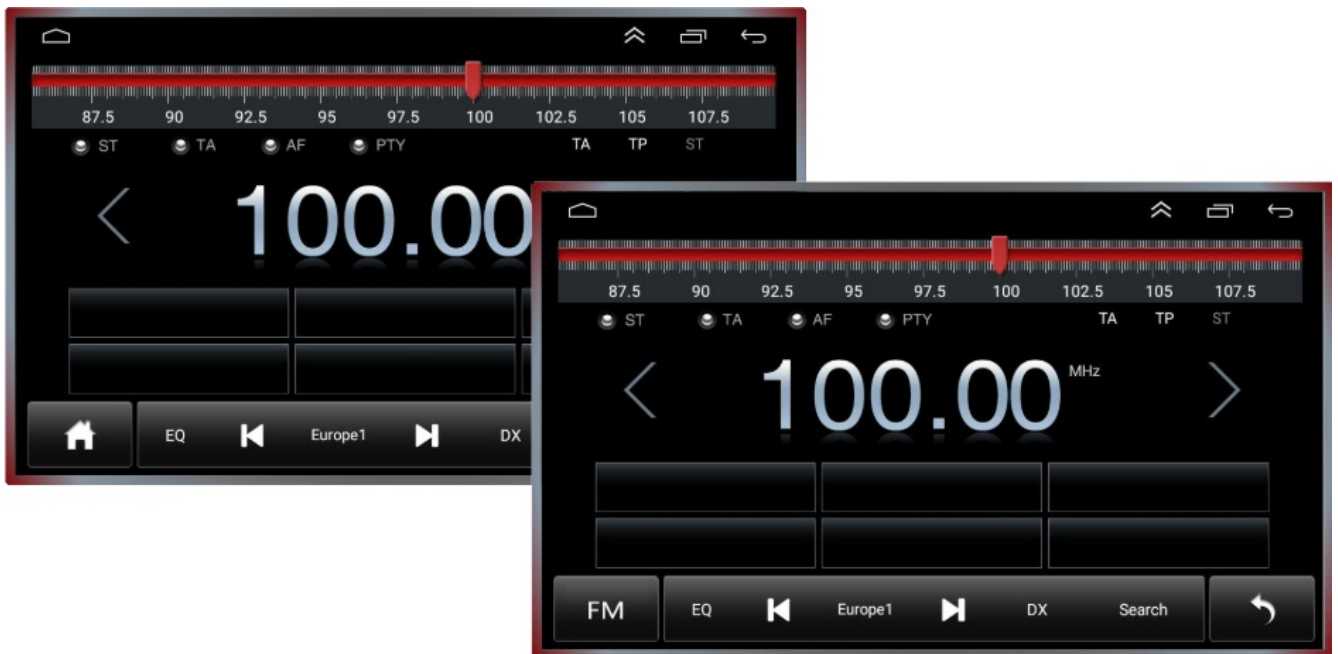 87.5 90 92.5 95 97.5 100 102.5 105 107.5
ST TA AF PTY TA TP ST
100.00
EQ Europe1 DX
87.5 90 92.5 95 97.5 100 102.5 105 107.5
ST TA AF PTY TA TP ST
100.00 MHz
FM EQ Europe1 DX Search